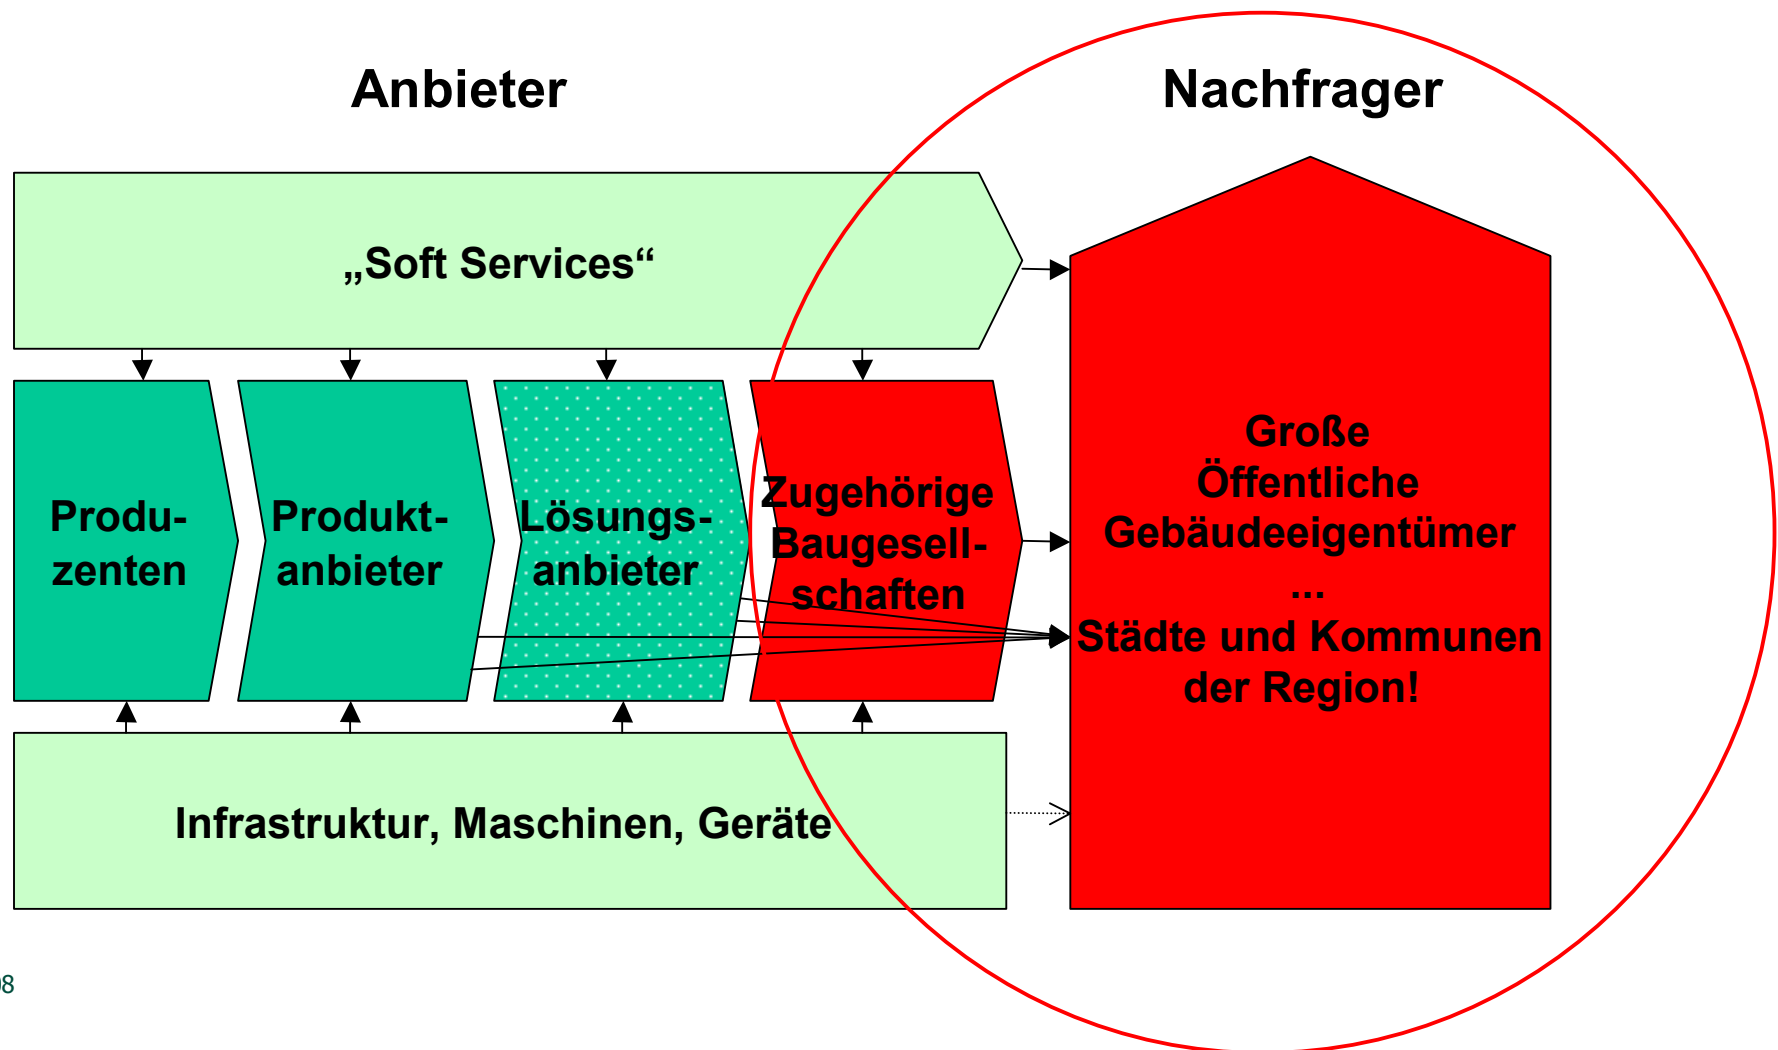 Anbieter
Nachfrager
„Soft Services“
Produ-
zenten
Produkt-
anbieter
Lösungs-
anbieter
Zugehörige
Baugesell-
schaften
Große
Öffentliche
Gebäudeeigentümer
...
Städte und Kommunen
der Region!
Infrastruktur, Maschinen, Geräte